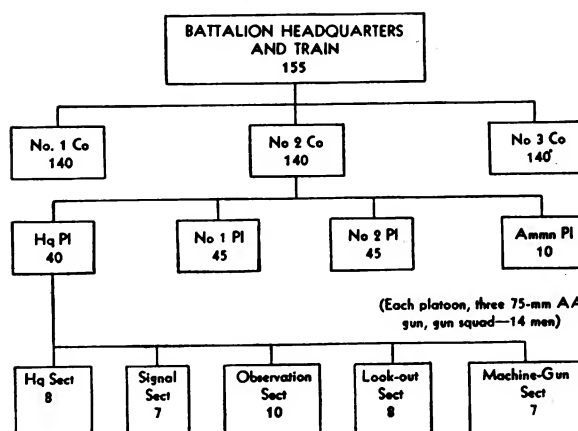 BATTALION HEADQUARTERS
AND TRAIN
155
No. 1 Co
140
No 2 Co
140
No 3 Co
140
Hq Pl
40
No 1 Pl
45
No 2 Pl
45
Ammn Pl
10
(Each platoon, three 75-mm AA
gun, gun squad—14 men)
Hq Sect
8
Signal
Sect
7
Observation
Sect
10
Look-out
Sect
8
Machine-Gun
Sect
7